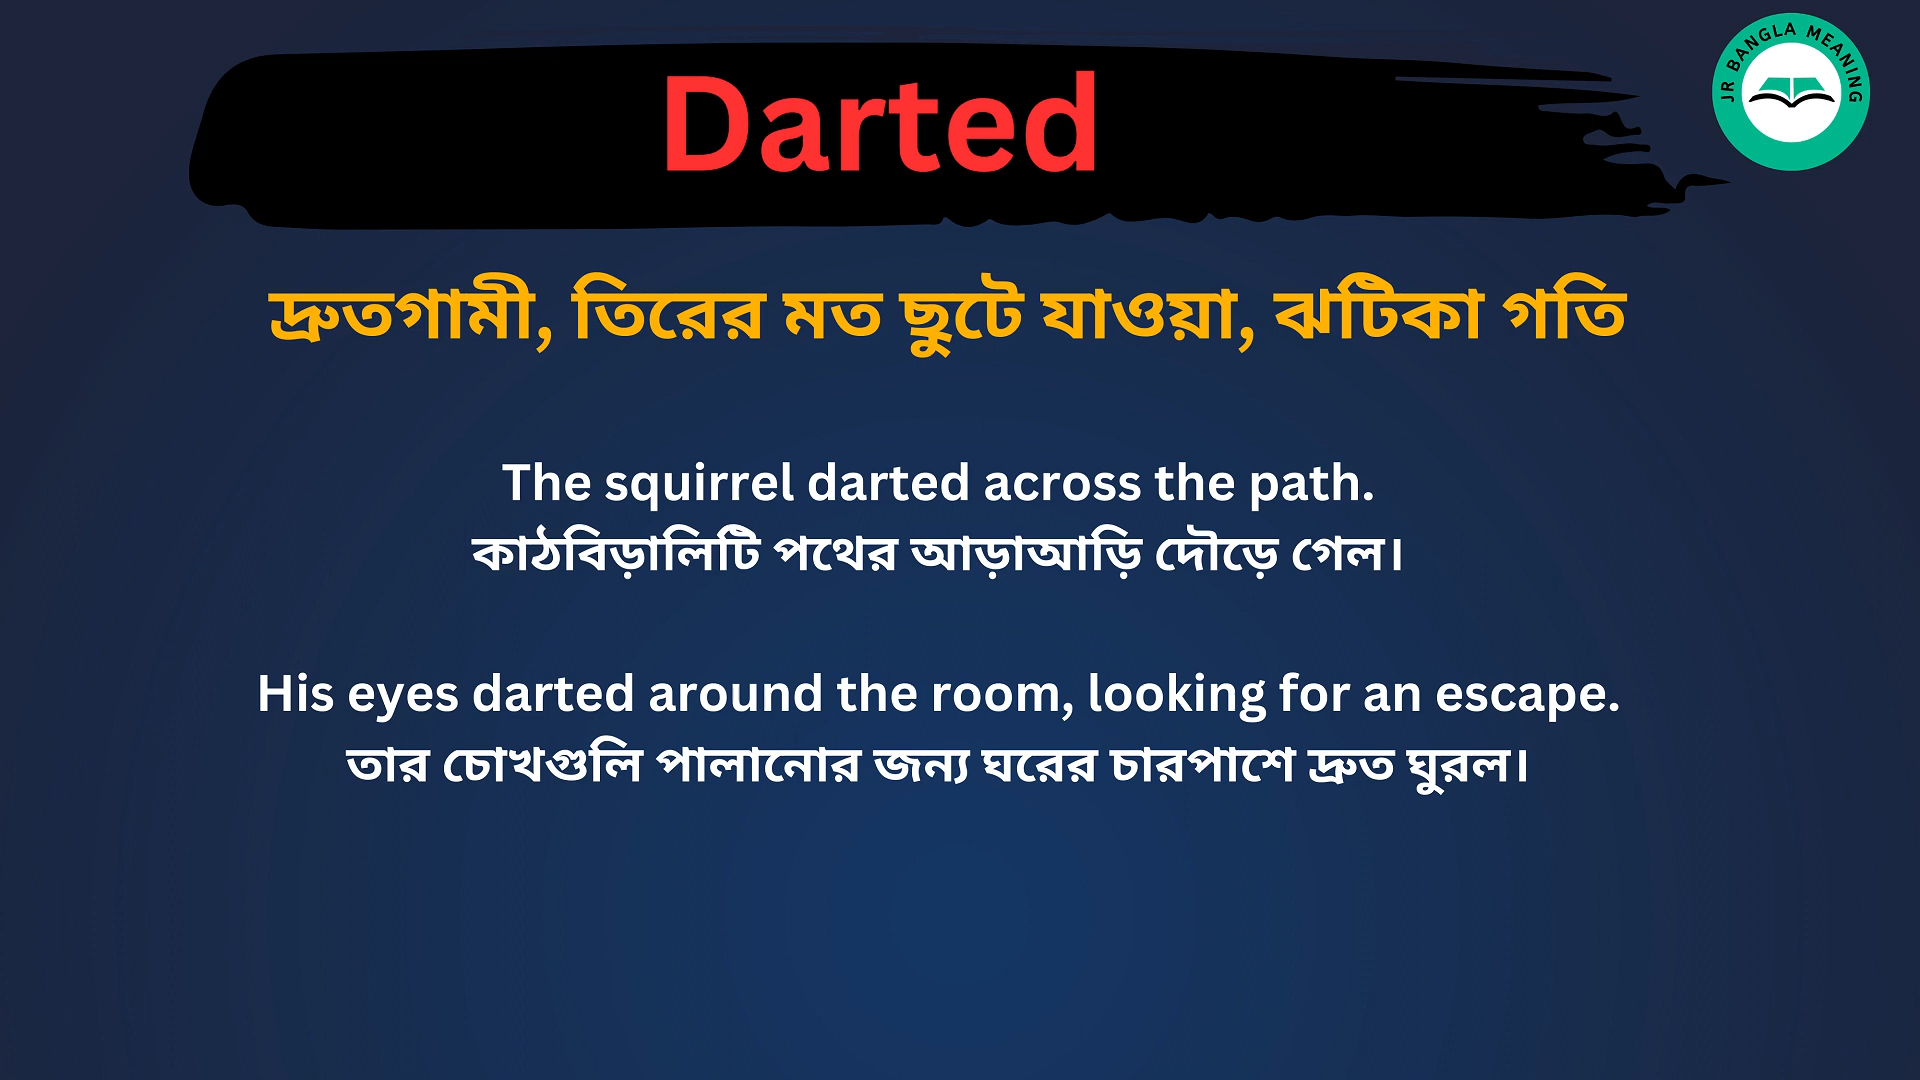 JR BANGLA MEANING
Darted
দ্রুতগামী, তিরের মত ছুটে যাওয়া, ঝটিকা গতি
The squirrel darted across the path.
কাঠবিড়ালিটি পথের আড়াআড়ি দৌড়ে গেল।
His eyes darted around the room, looking for an escape.
তার চোখগুলি পালানোর জন্য ঘরের চারপাশে দ্রুত ঘুরল।